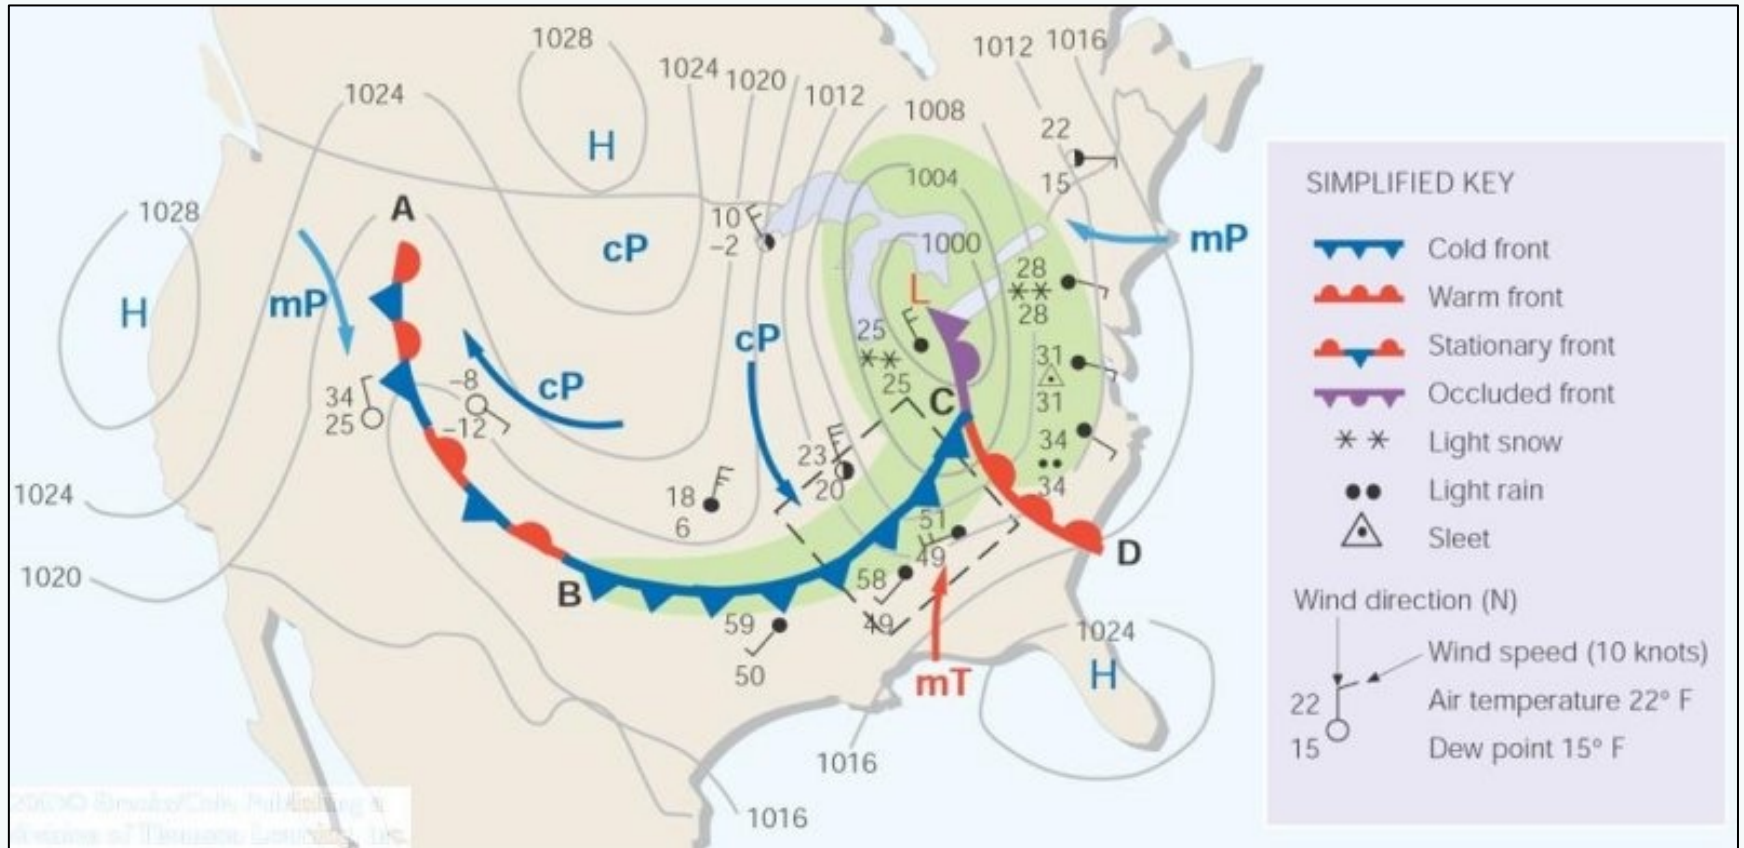 1028
1024
1020
1012
1012
1016
1024
1008
22
15
H
1004
1028
A
10
-2
cP
1000
mP
H
mP
L
28
**
28
cP
25
**
25
31
31
34
25
-8
-12
cP
C
34
••
34
23
20
18
6
51
49
1024
1020
B
58
49
D
59
50
mT
1024
H
1016
1016
SIMPLIFIED KEY
Cold front
Warm front
Stationary front
Occluded front
** Light snow
•• Light rain
Sleet
Wind direction (N)
Wind speed (10 knots)
22 Air temperature 22° F
15 Dew point 15° F